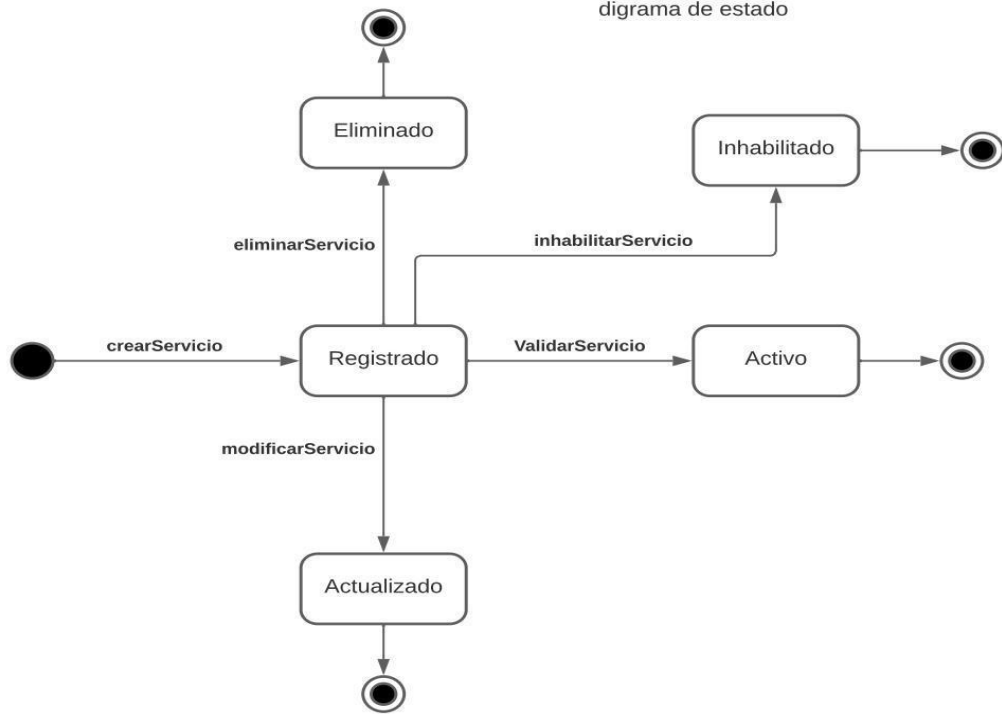 digrama de estado
Eliminado
Inhabilitado
eliminarServicio
inhabilitarServicio
crearServicio
Registrado
ValidarServicio
Activo
modificarServicio
Actualizado